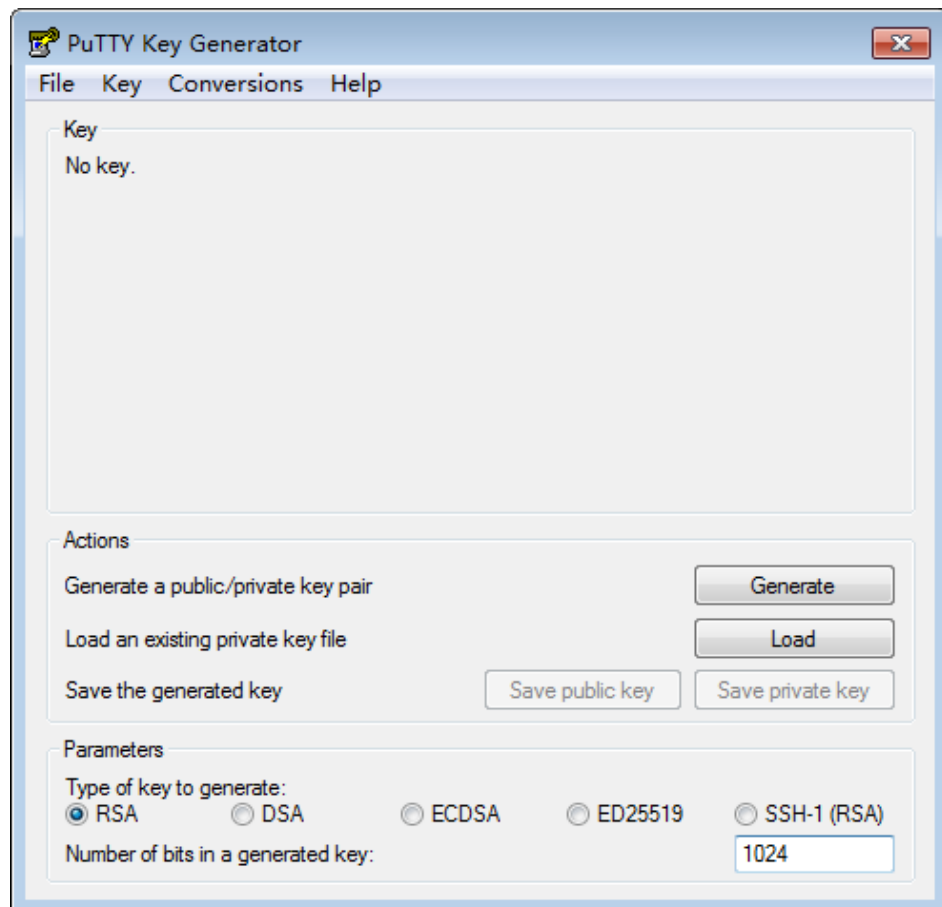 PuTTY Key Generator
File Key Conversions Help
Key
No key.
Actions
Generate a public/private key pair Generate
Load an existing private key file Load
Save the generated key Save public key Save private key
Parameters
Type of key to generate:
RSA DSA ECDSA ED25519 SSH-1 (RSA)
Number of bits in a generated key: 1024